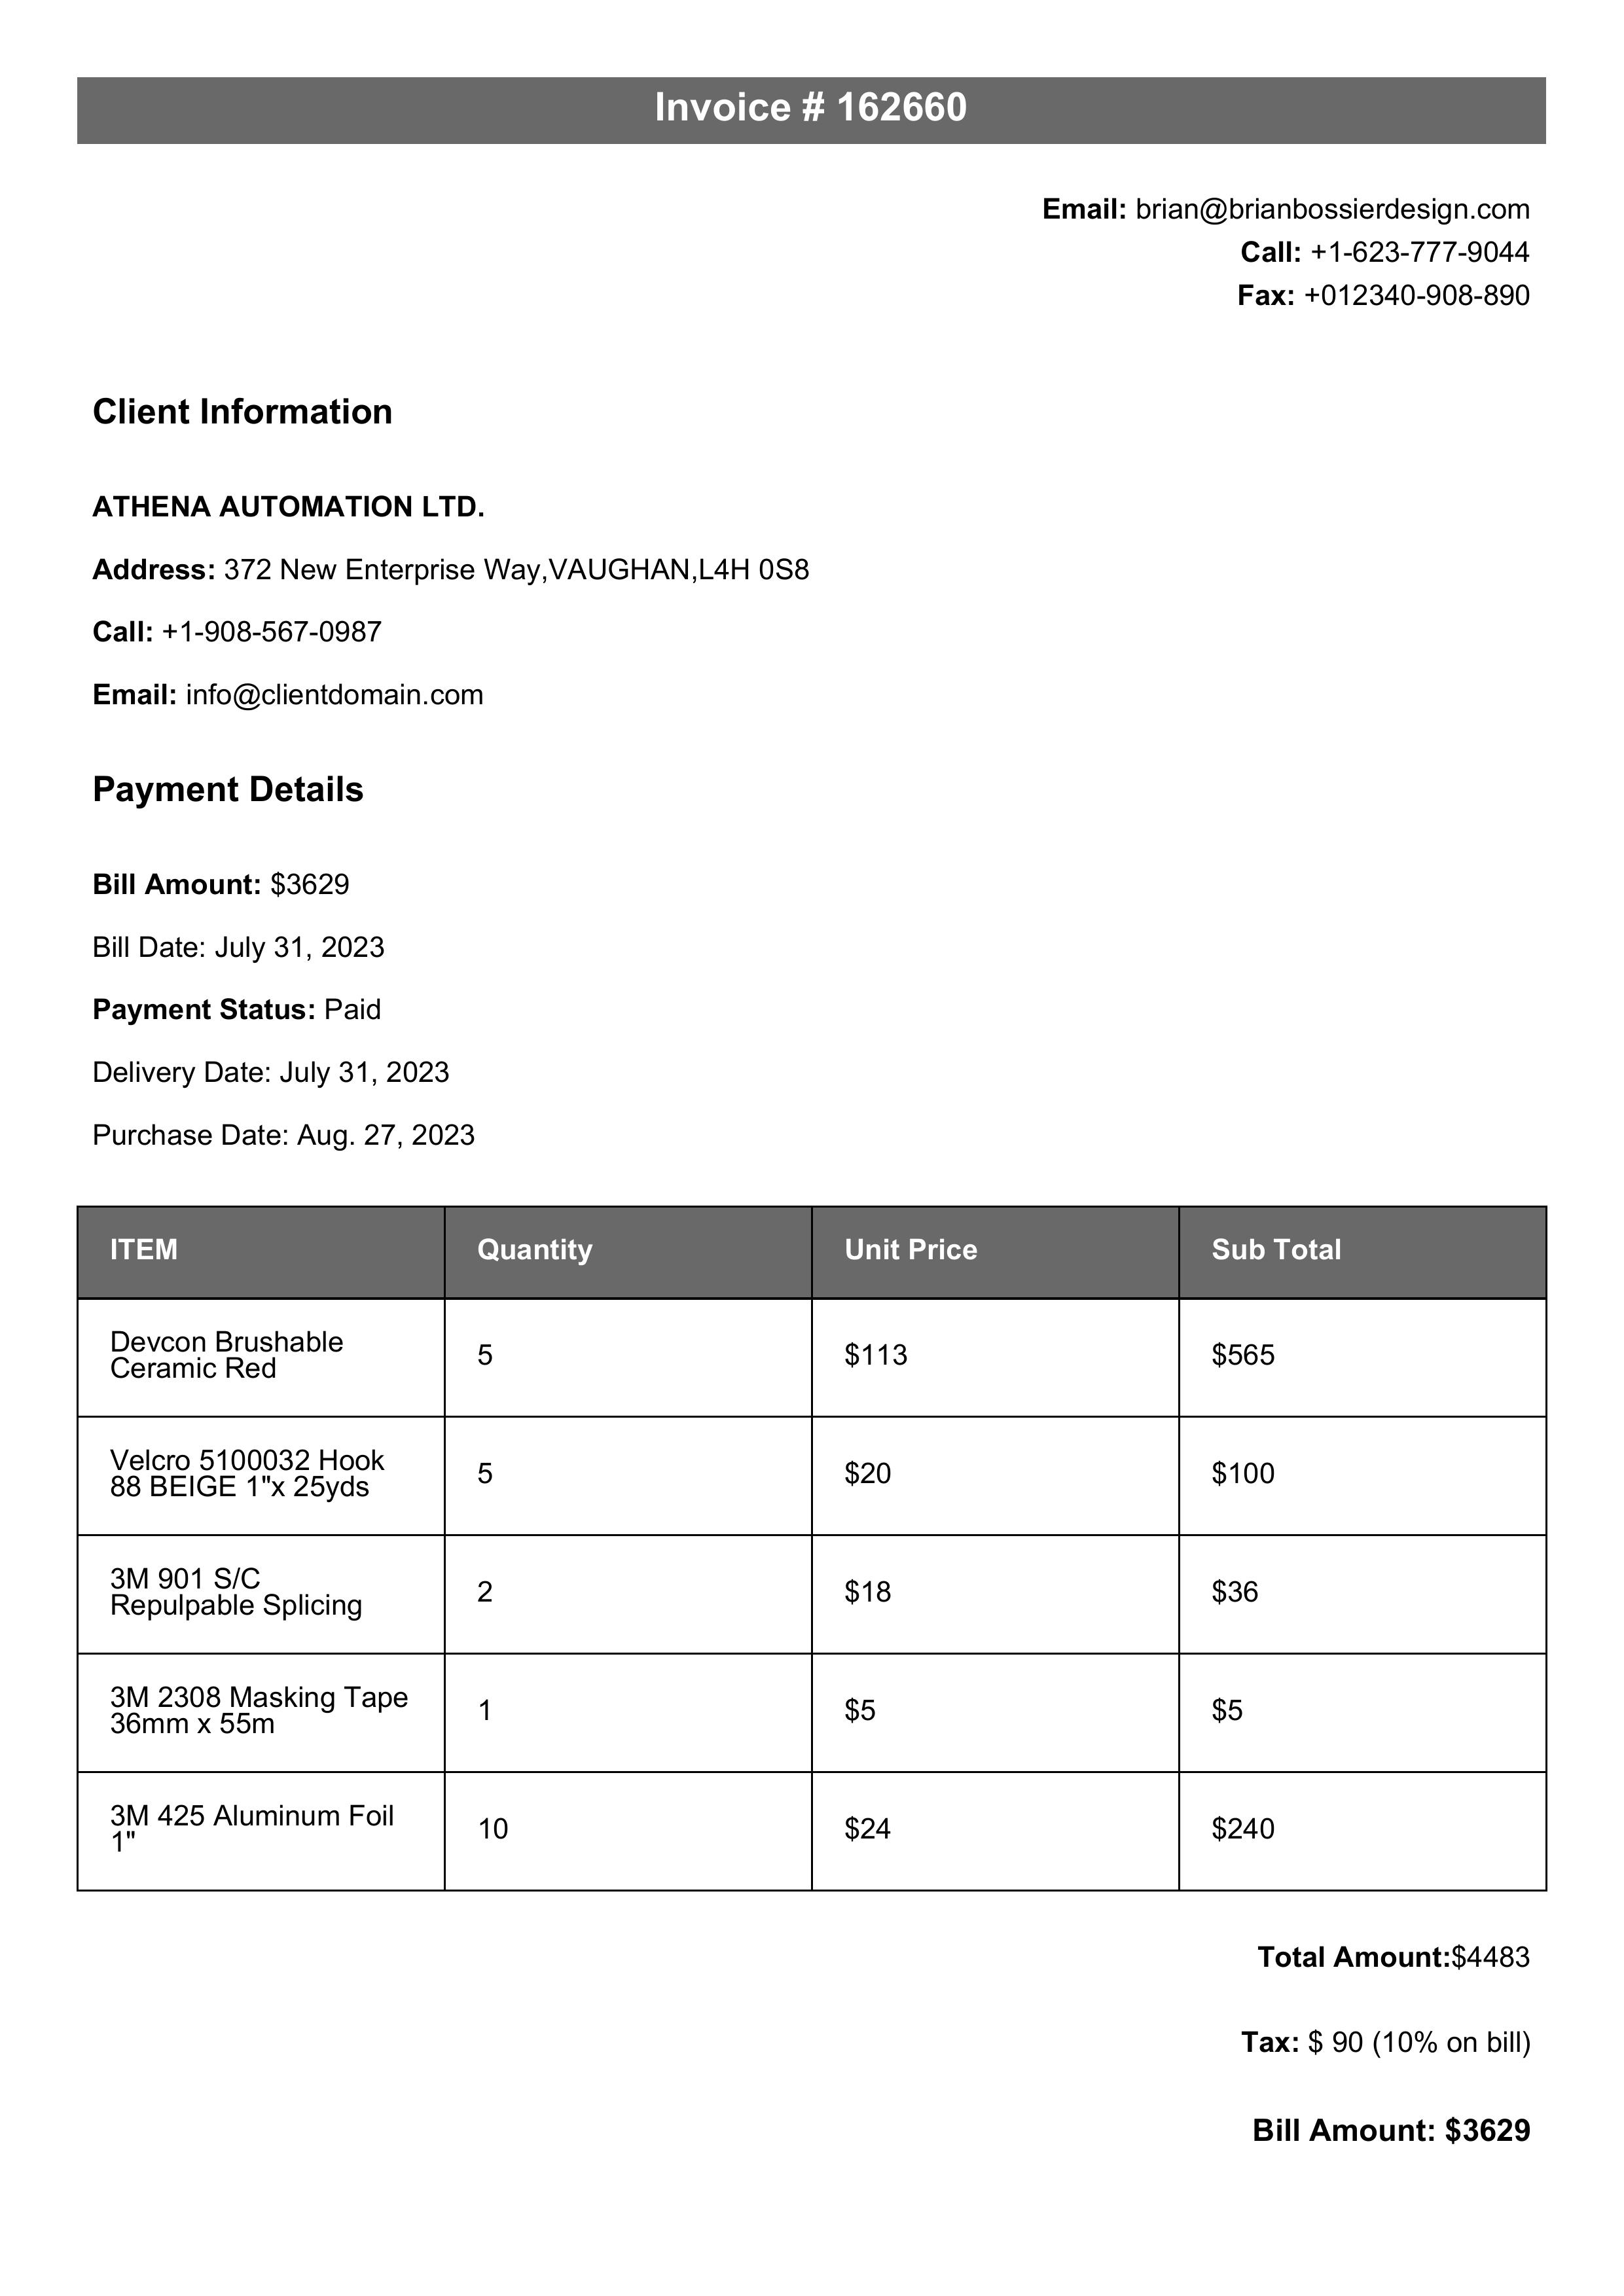 Invoice # 162660
Email: brian@brianbossierdesign.com
Call: +1-623-777-9044
Fax: +012340-908-890
Client Information
ATHENA AUTOMATION LTD.
Address: 372 New Enterprise Way,VAUGHAN,L4H 0S8
Call: +1-908-567-0987
Email: info@clientdomain.com
Payment Details
Bill Amount: $3629
Bill Date: July 31, 2023
Payment Status: Paid
Delivery Date: July 31, 2023
Purchase Date: Aug. 27, 2023
ITEM Quantity Unit Price Sub Total
Devcon Brushable
Ceramic Red
5 $113 $565
Velcro 5100032 Hook
88 BEIGE 1"x 25yds
5 $20 $100
3M 901 S/C
Repulpable Splicing
2 $18 $36
3M 2308 Masking Tape
36mm x 55m
1 $5 $5
3M 425 Aluminum Foil
1"
10 $24 $240
Total Amount:$4483
Tax: $ 90 (10% on bill)
Bill Amount: $3629